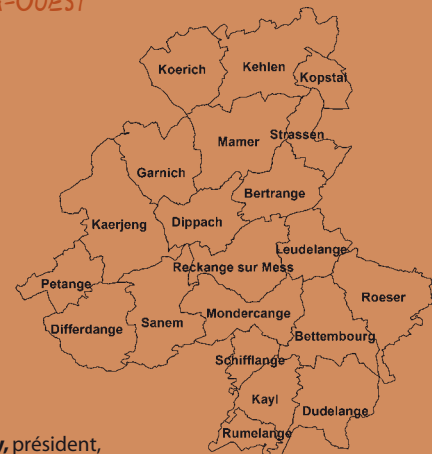 -OUEST
Koerich
Kehlen
Kopstal
Strassen
Mamer
Garnich
Bertrange
Dippach
Kaerjeng
Leudelange
Reckange sur Mess
Petange
Roeser
Mondercange
Sanem
Differdange
Bettembourg
Schifflange
Kayl
Dudelange
Rumelange
, président,